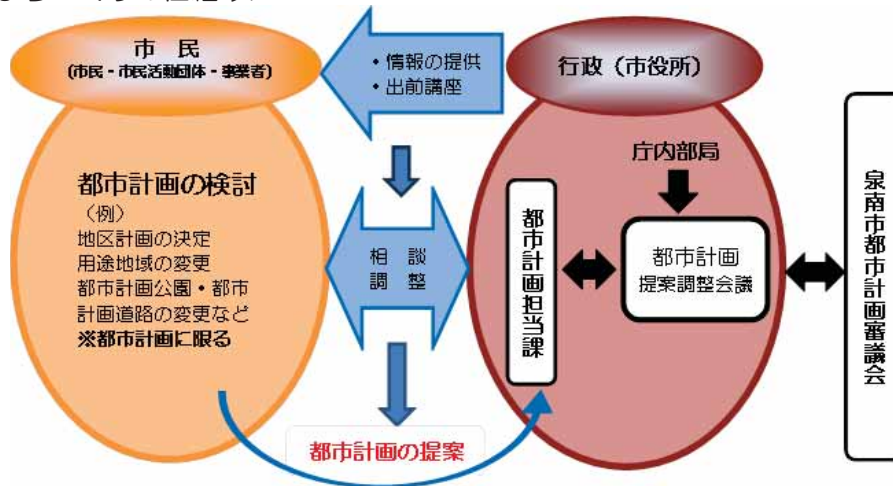 市 民
(市民・市民活動団体・事業者)
・情報の提供
・出前講座
行政（市役所）
都市計画の検討
（例）
地区計画の決定
用途地域の変更
都市計画公園・都市
計画道路の変更など
※都市計画に限る
相 談
調 整
庁内部局
都市計画担当課
都市計画
提案調整会議
泉南市都市計画審議会
都市計画の提案